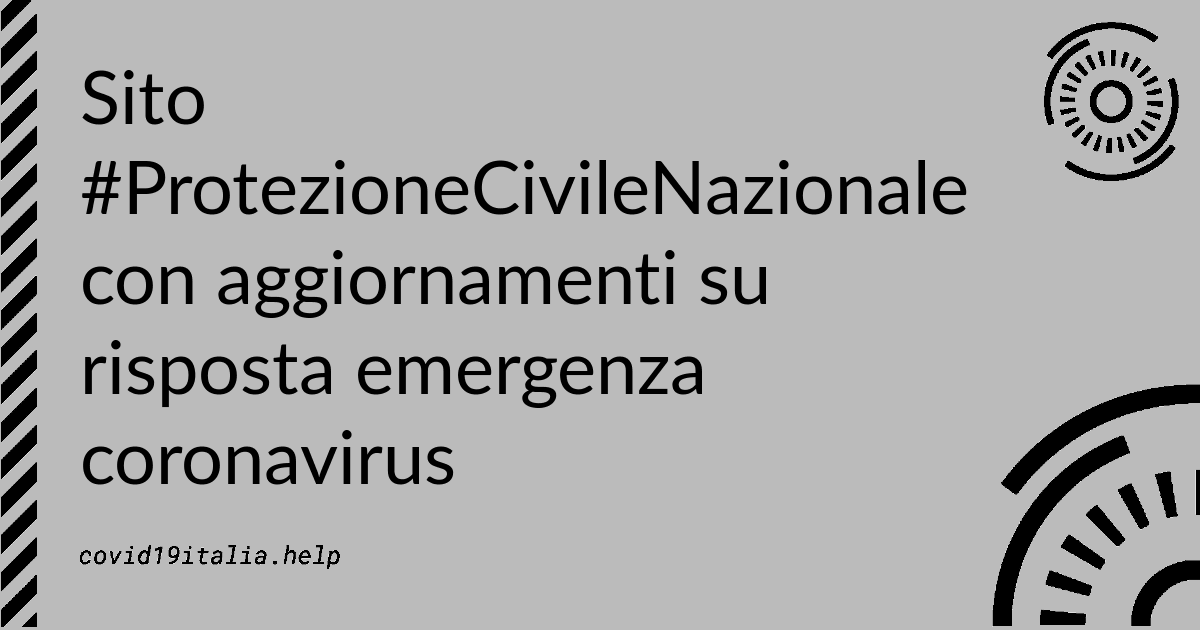 Sito
#ProtezioneCivileNazionale
con aggiornamenti su
risposta emergenza
coronavirus
covid19italia.help